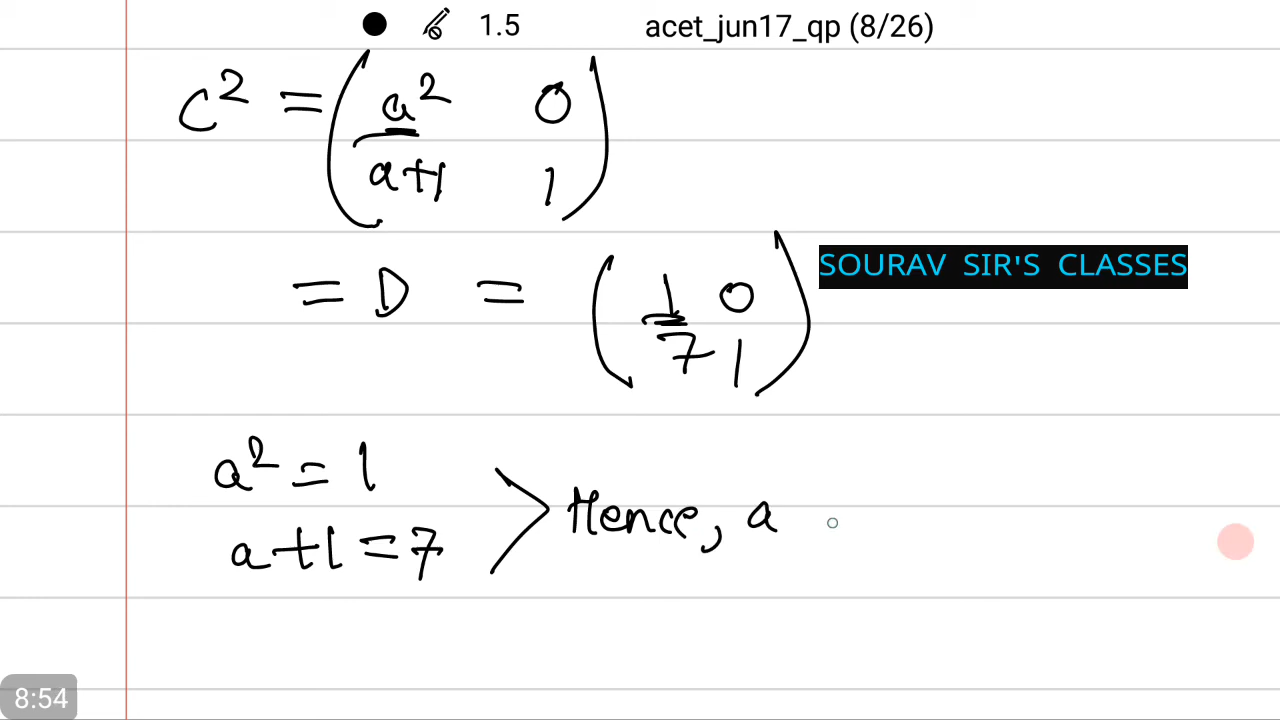 1.5 acet_jun17_qp (8/26)
C² = ( a² 0
a+1 1 )
= D = ( 1 0
7 1 )
SOURAV SIR'S CLASSES
a² = 1
a+1 = 7 > Hence, a
8:54